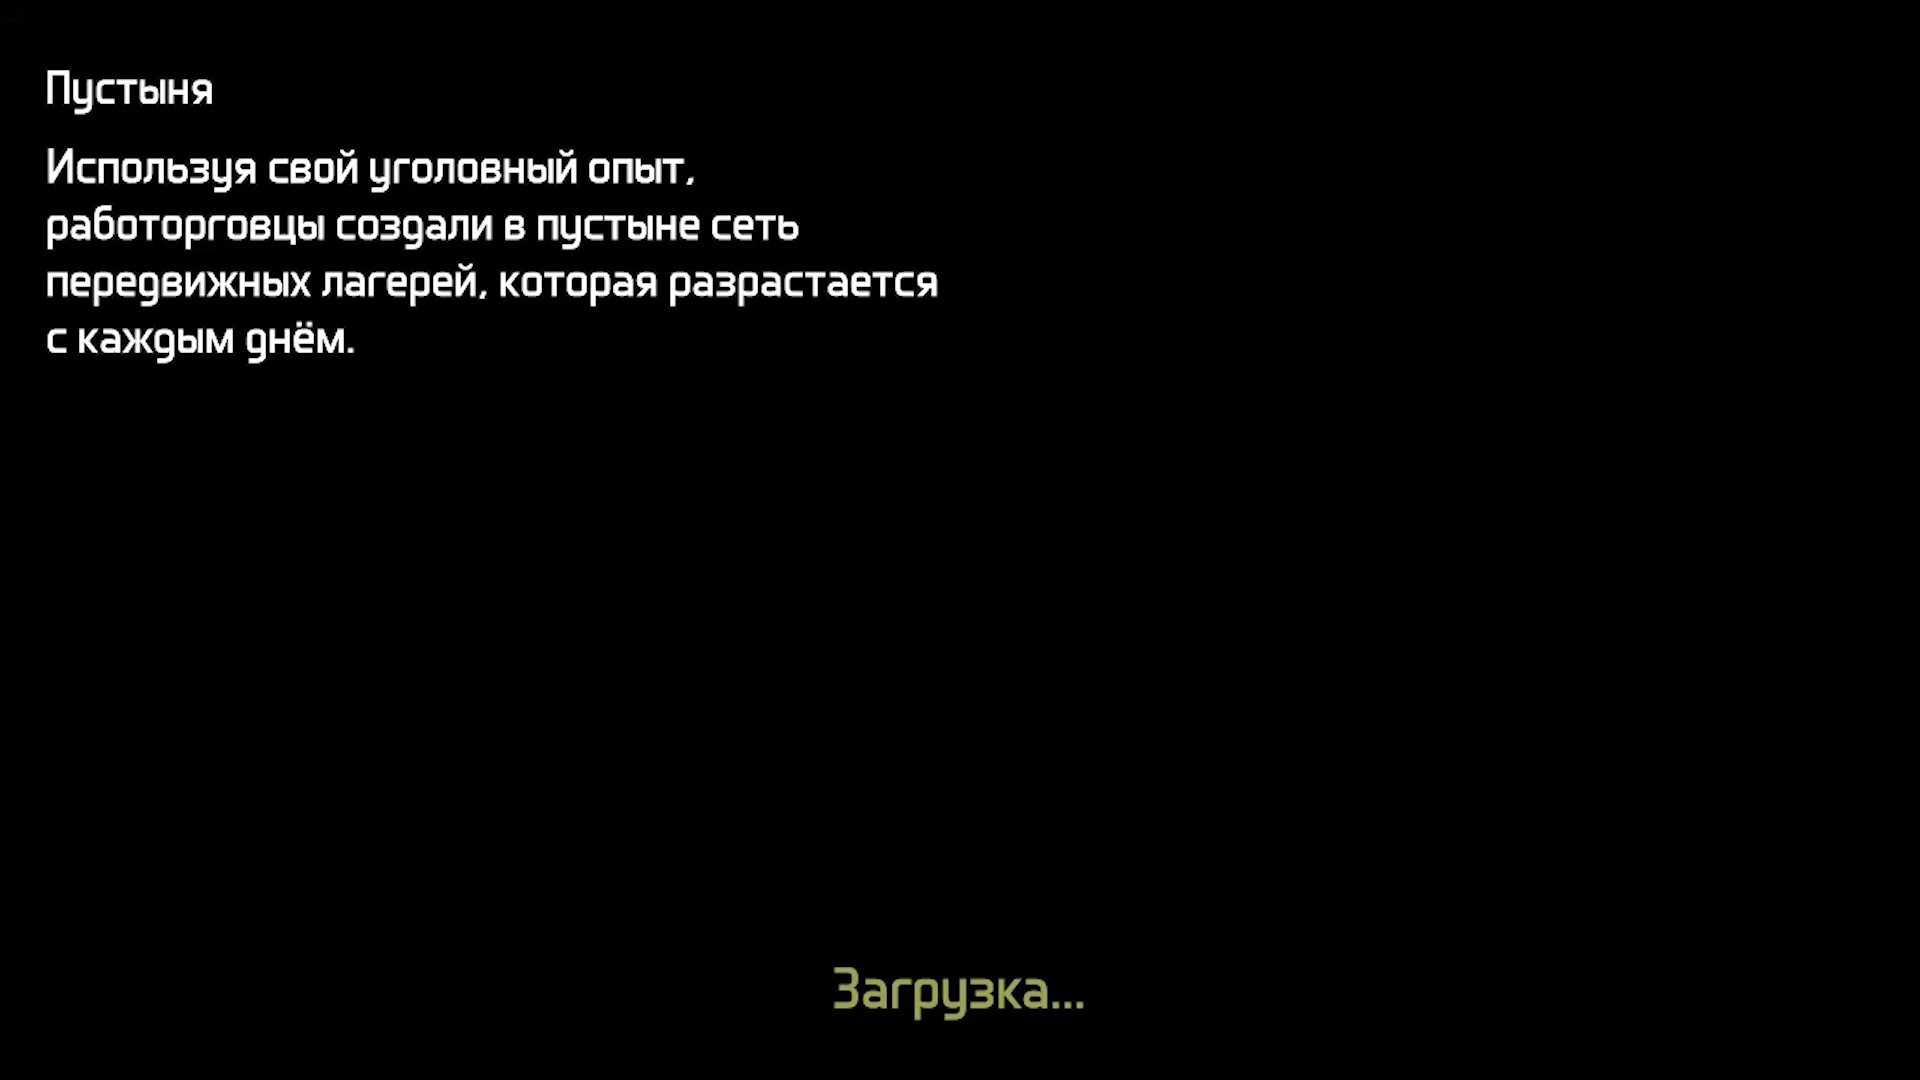 Пустыня
Используя свой уголовный опыт,
работорговцы создали в пустыне сеть
передвижных лагерей, которая разрастается
с каждым днём.
Загрузка...